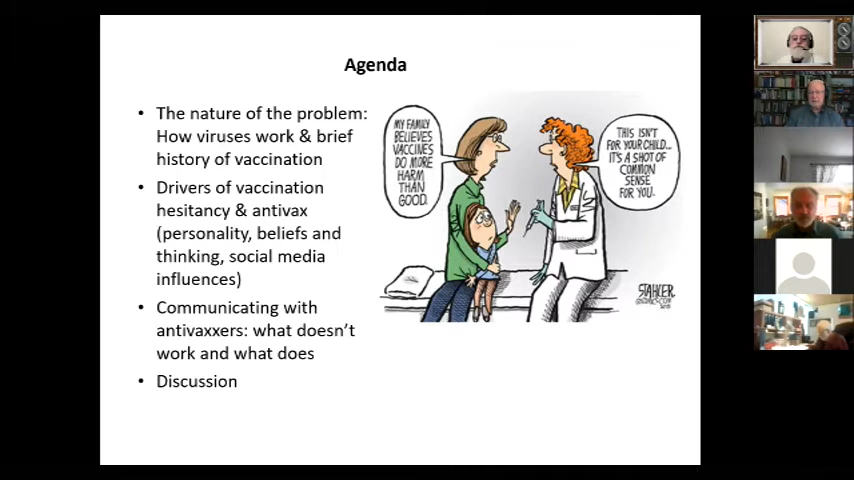 Agenda
• The nature of the problem:
How viruses work & brief
history of vaccination
• Drivers of vaccination
hesitancy & antivax
(personality, beliefs and
thinking, social media
influences)
• Communicating with
antivaxxers: what doesn't
work and what does
• Discussion
MY FAMILY
BELIEVES
VACCINES
DO MORE
HARM
THAN
GOOD.
THIS ISN'T
FOR YOUR CHILD...
IT'S A SHOT OF
COMMON
SENSE
FOR YOU.
STAHLER